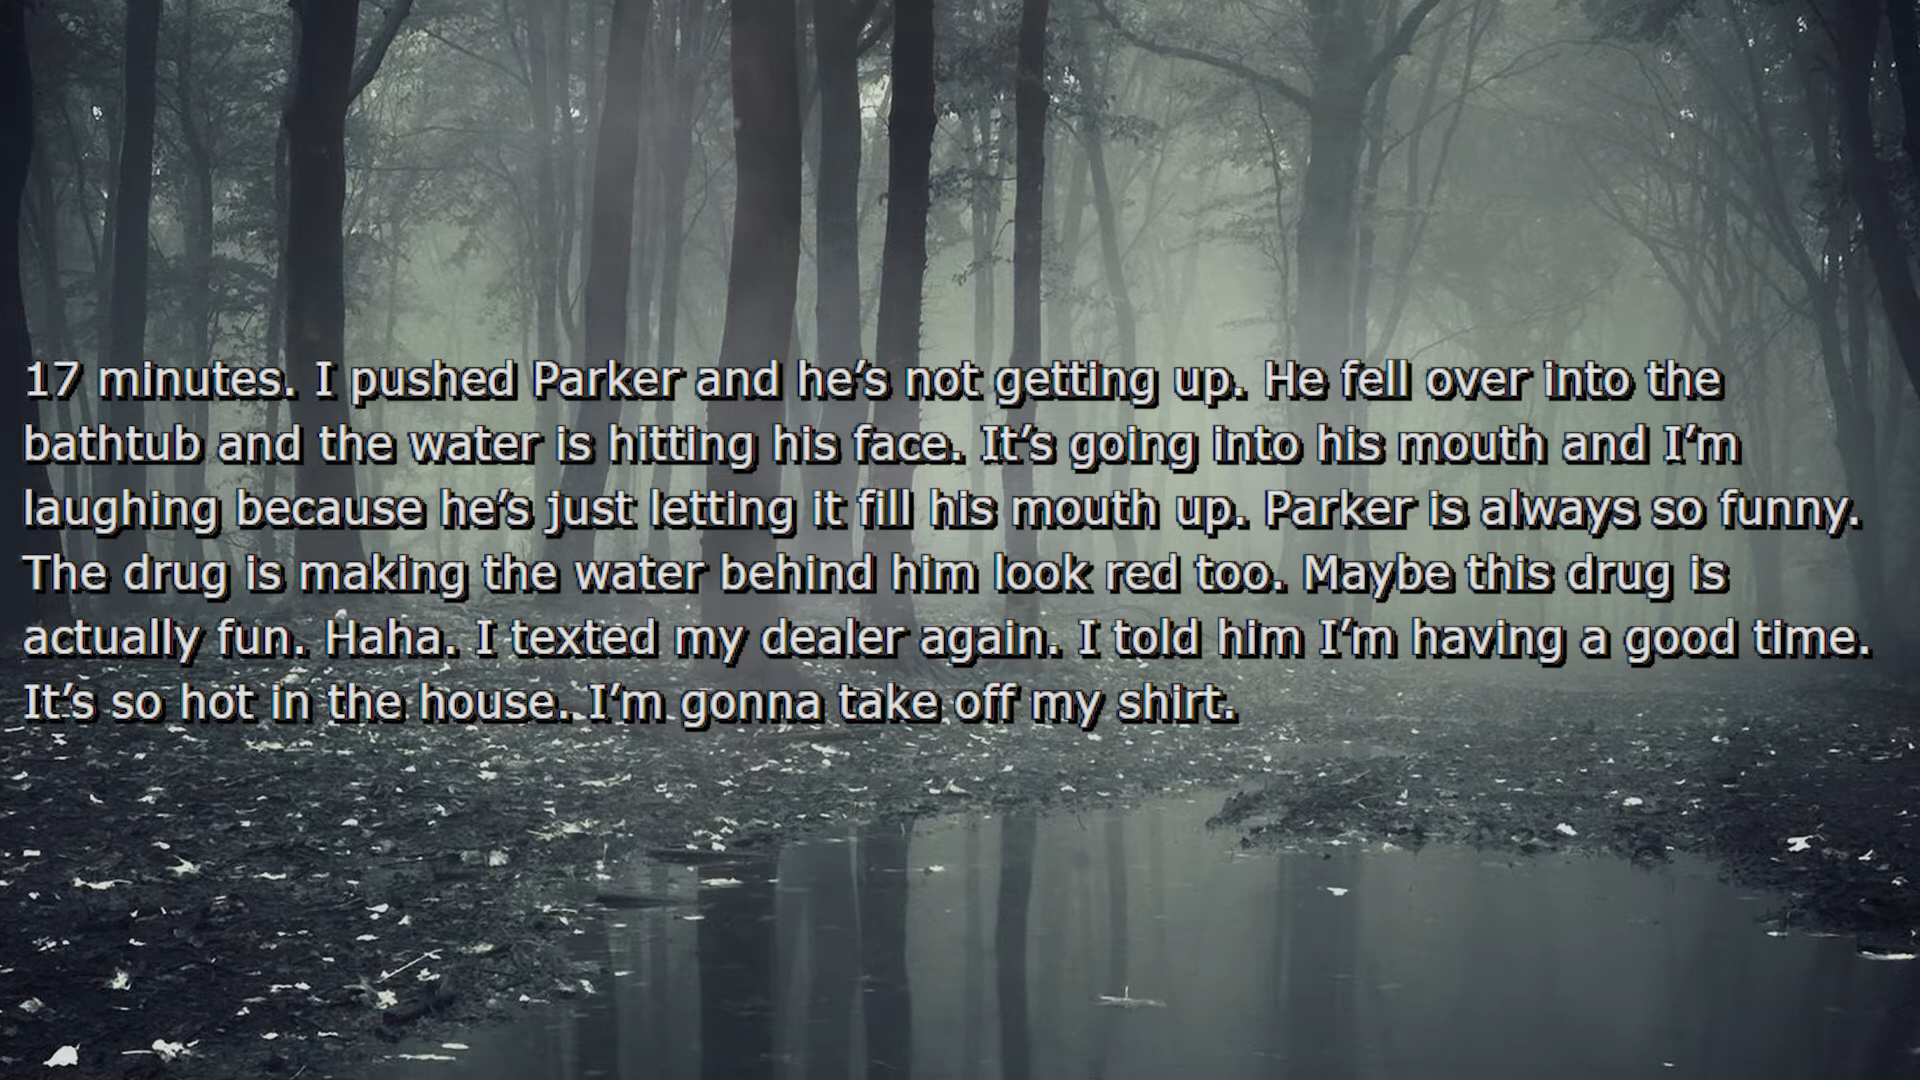 17 minutes. I pushed Parker and he’s not getting up. He fell over into the
bathtub and the water is hitting his face. It’s going into his mouth and I’m
laughing because he’s just letting it fill his mouth up. Parker is always so funny.
The drug is making the water behind him look red too. Maybe this drug is
actually fun. Haha. I texted my dealer again. I told him I’m having a good time.
It’s so hot in the house. I’m gonna take off my shirt.